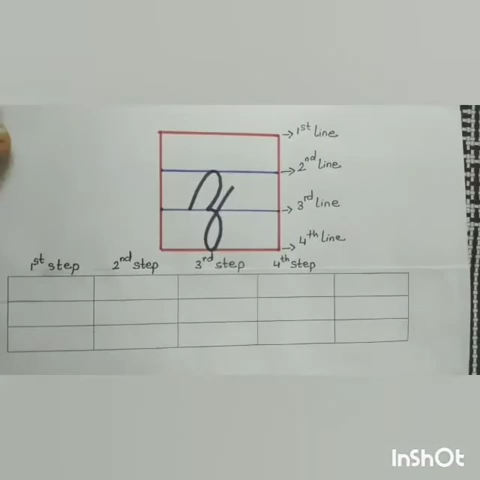 →1st line
→2nd line
z
→3rd line
→4th line
1st step 2nd step 3rd step 4th step
InShOt